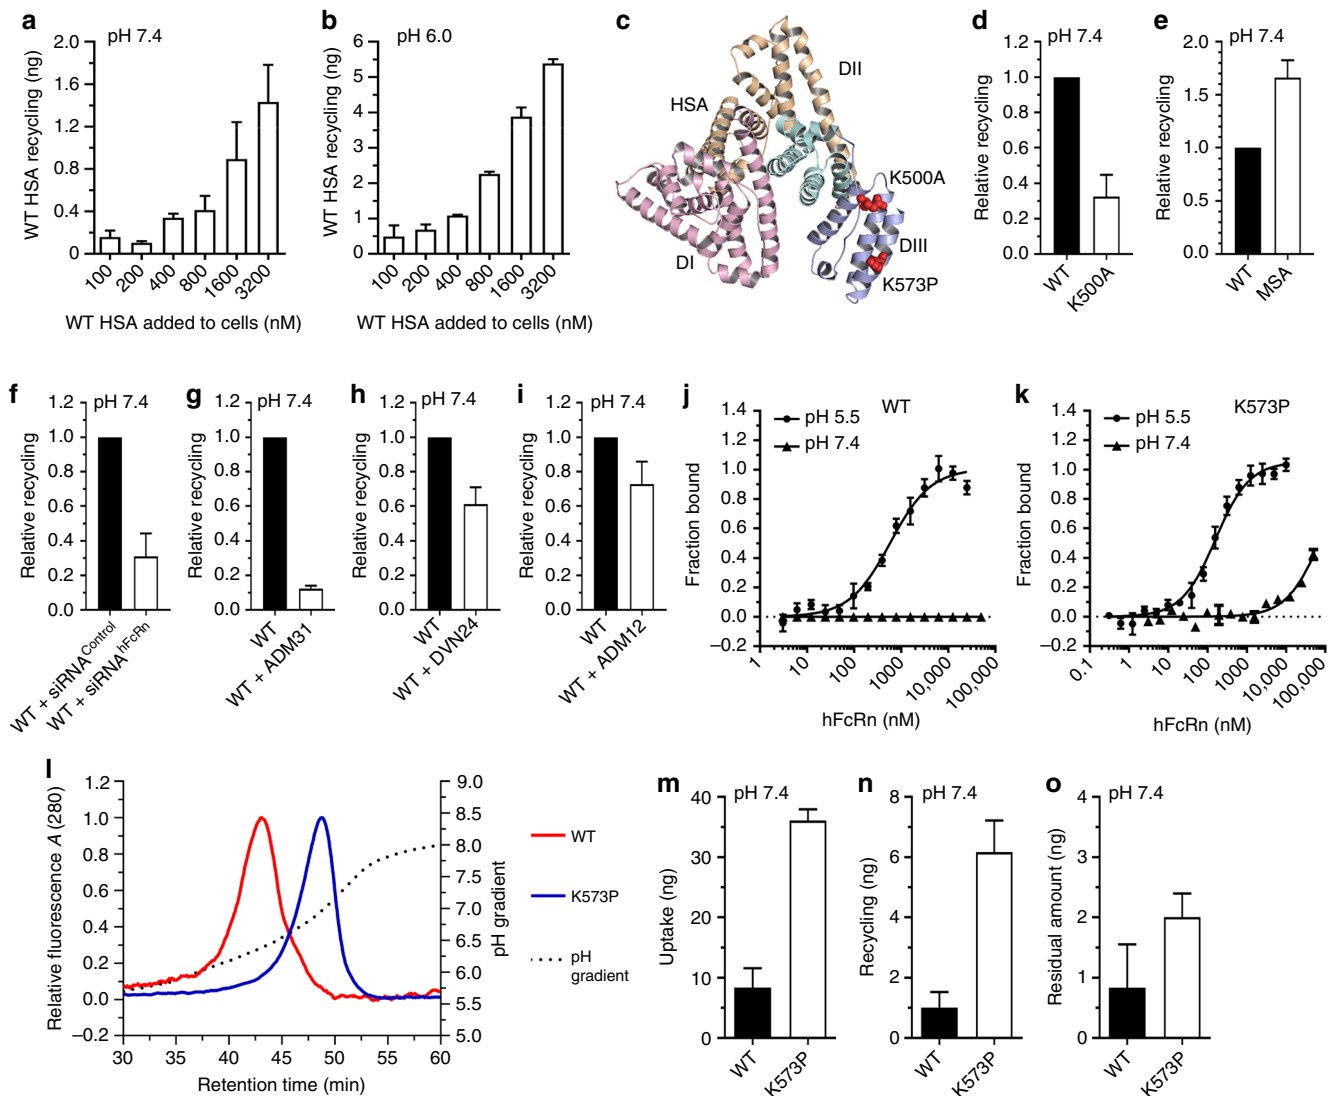 a
pH 7.4
WT HSA recycling (ng)
2.0
1.6
1.2
0.8
0.4
0
100
200
400
800
1600
3200
WT HSA added to cells (nM)
b
pH 6.0
WT HSA recycling (ng)
6
5
4
3
2
1
0
100
200
400
800
1600
3200
WT HSA added to cells (nM)
c
DII
HSA
K500A
DIII
DI
K573P
d
pH 7.4
Relative recycling
1.2
1.0
0.8
0.6
0.4
0.2
0.0
WT
K500A
e
pH 7.4
Relative recycling
2.0
1.5
1.0
0.5
0.0
WT
MSA
f
pH 7.4
Relative recycling
1.2
1.0
0.8
0.6
0.4
0.2
0.0
WT + siRNAControl
WT + siRNAhFcRn
g
pH 7.4
Relative recycling
1.2
1.0
0.8
0.6
0.4
0.2
0.0
WT
WT + ADM31
h
pH 7.4
Relative recycling
1.2
1.0
0.8
0.6
0.4
0.2
0.0
WT
WT + DVN24
i
pH 7.4
Relative recycling
1.2
1.0
0.8
0.6
0.4
0.2
0.0
WT
WT + ADM12
j
WT
pH 5.5
pH 7.4
Fraction bound
1.4
1.2
1.0
0.8
0.6
0.4
0.2
0.0
−0.2
1
10
100
1000
10,000
100,000
hFcRn (nM)
k
K573P
pH 5.5
pH 7.4
Fraction bound
1.4
1.2
1.0
0.8
0.6
0.4
0.2
0.0
−0.2
0.1
1
10
100
1000
10,000
100,000
hFcRn (nM)
l
Relative fluorescence A (280)
1.2
1.0
0.8
0.6
0.4
0.2
0.0
−0.2
30
35
40
45
50
55
60
Retention time (min)
9.0
8.5
8.0
7.5
7.0
6.5
6.0
5.5
5.0
pH gradient
WT
K573P
pH
gradient
m
pH 7.4
Uptake (ng)
40
30
20
10
0
WT
K573P
n
pH 7.4
Recycling (ng)
8
6
4
2
0
WT
K573P
o
pH 7.4
Residual amount (ng)
4
3
2
1
0
WT
K573P